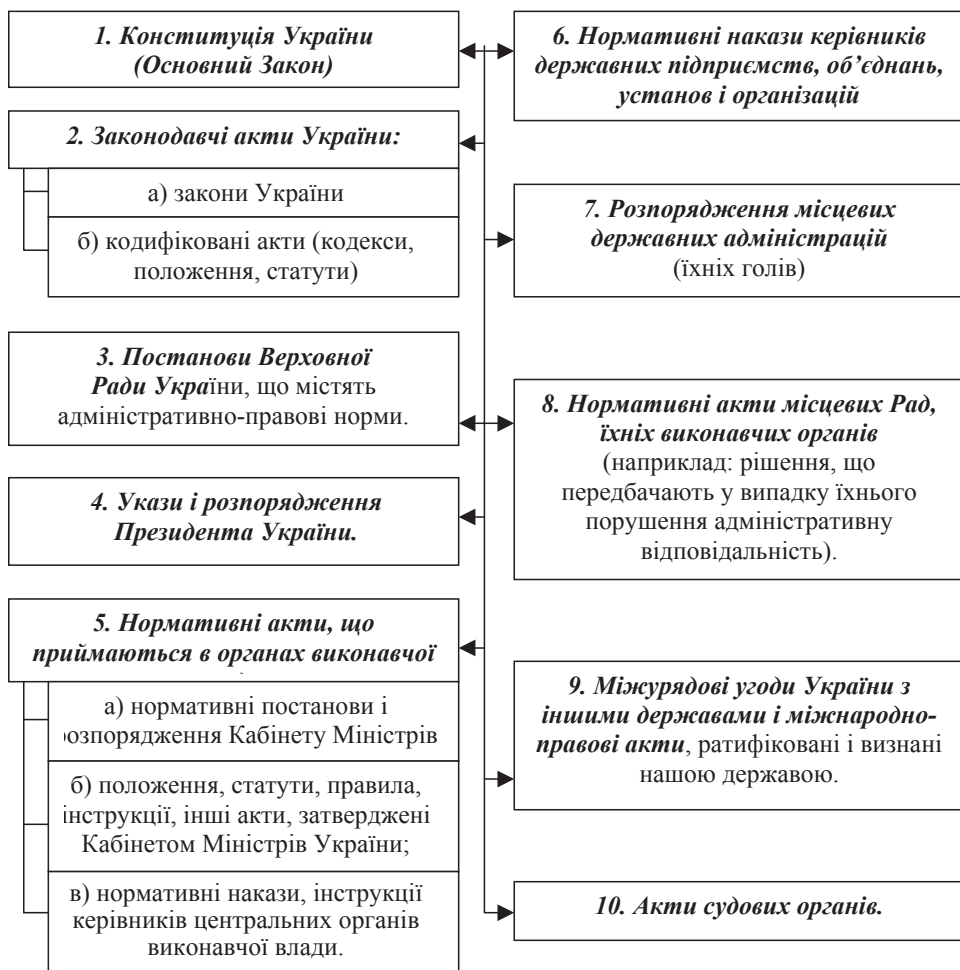 1. Конституція України
(Основний Закон)
2. Законодавчі акти України:
а) закони України
б) кодифіковані акти (кодекси,
положення, статути)
3. Постанови Верховної
Ради України, що містять
адміністративно-правові норми.
4. Укази і розпорядження
Президента України.
5. Нормативні акти, що
приймаються в органах виконавчої
а) нормативні постанови і
розпорядження Кабінету Міністрів
б) положення, статути, правила,
інструкції, інші акти, затверджені
Кабінетом Міністрів України;
в) нормативні накази, інструкції
керівників центральних органів
виконавчої влади.
6. Нормативні накази керівників
державних підприємств, об’єднань,
установ і організацій
7. Розпорядження місцевих
державних адміністрацій
(їхніх голів)
8. Нормативні акти місцевих Рад,
їхніх виконавчих органів
(наприклад: рішення, що
передбачають у випадку їхнього
порушення адміністративну
відповідальність).
9. Міжурядові угоди України з
іншими державами і міжнародно-
правові акти, ратифіковані і визнані
нашою державою.
10. Акти судових органів.